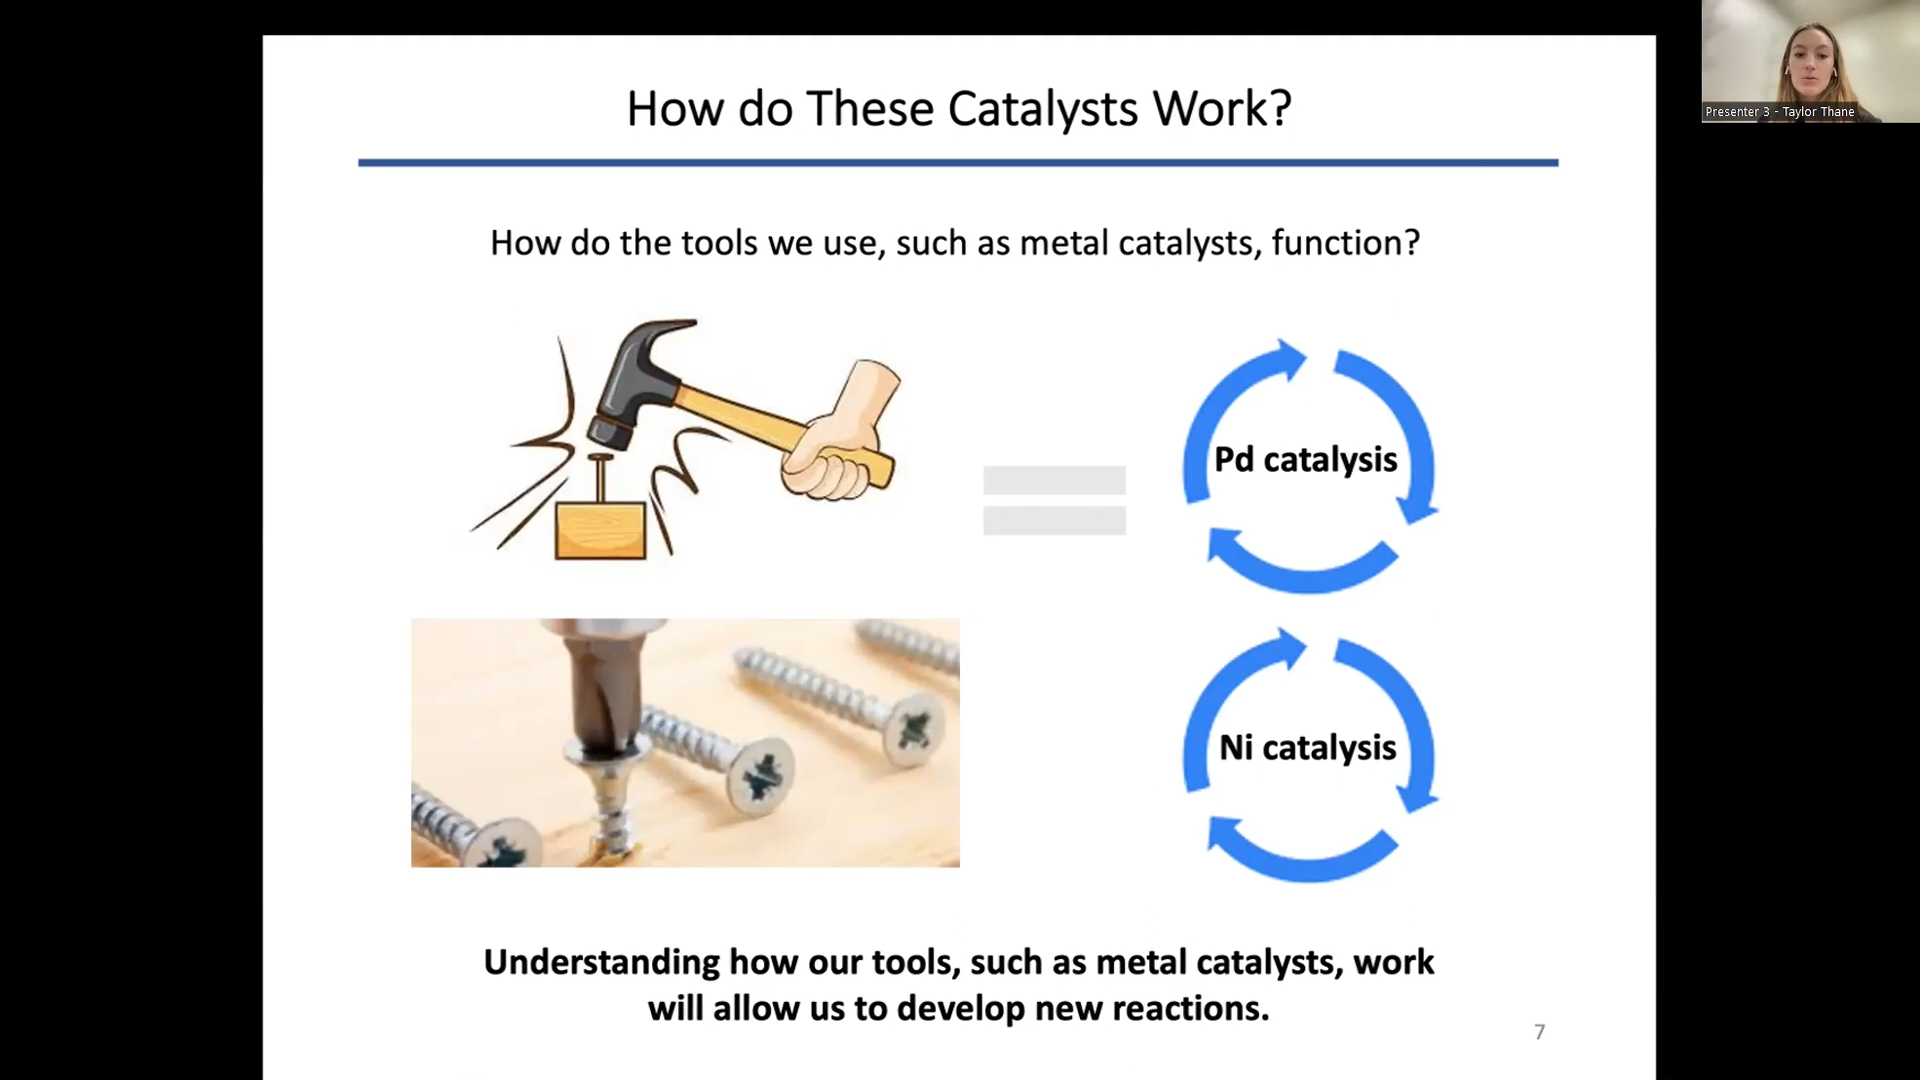 How do These Catalysts Work?
Presenter 3 - Taylor Thane
How do the tools we use, such as metal catalysts, function?
Pd catalysis
Ni catalysis
Understanding how our tools, such as metal catalysts, work
will allow us to develop new reactions.
7